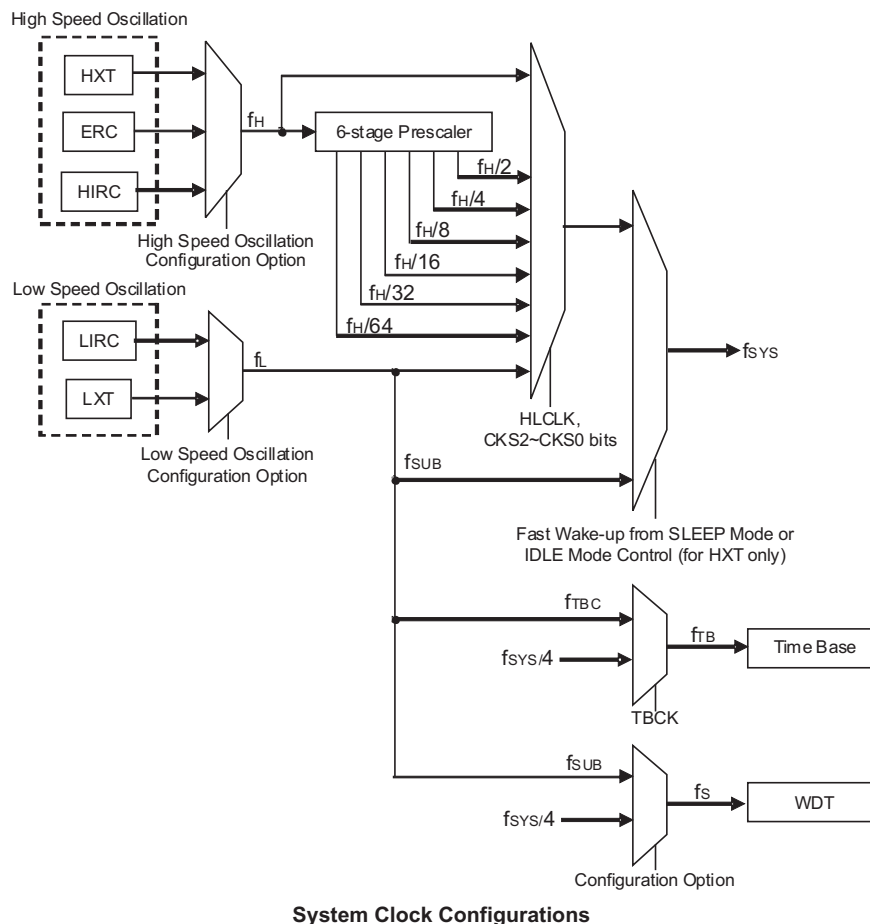 High Speed Oscillation
HXT
ERC
HIRC
fH
6-stage Prescaler
fH/2
fH/4
fH/8
fH/16
fH/32
fH/64
High Speed Oscillation
Configuration Option
Low Speed Oscillation
LIRC
LXT
fL
Low Speed Oscillation
Configuration Option
HLCLK,
CKS2~CKS0 bits
fSYS
fSUB
Fast Wake-up from SLEEP Mode or
IDLE Mode Control (for HXT only)
fTBC
fSYS/4
fTB
Time Base
TBCK
fSUB
fSYS/4
fS
WDT
Configuration Option
System Clock Configurations